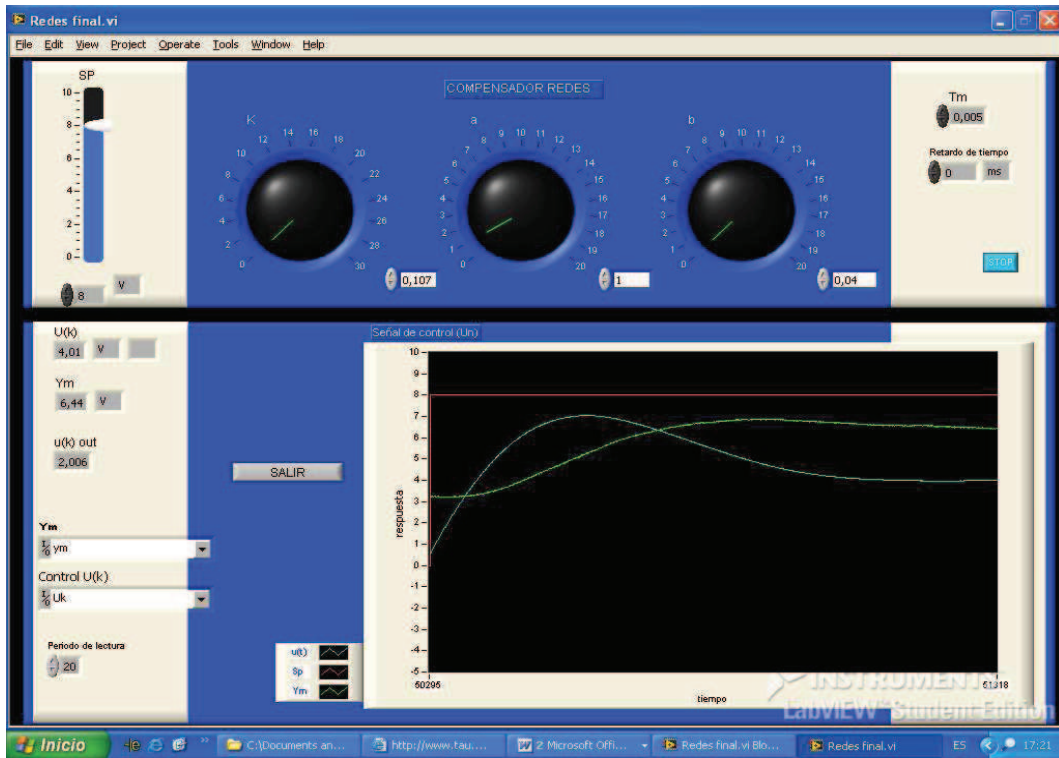 Redes final.vi
File Edit View Project Operate Tools Window Help
SP
10
8
6
4
2
0
8 V
COMPENSADOR REDES
K
0 2 4 6 8 10 12 14 16 18 20 22 24 26 28 30
0,107
a
0 1 2 3 4 5 6 7 8 9 10 11 12 13 14 15 16 17 18 19 20
1
b
0 1 2 3 4 5 6 7 8 9 10 11 12 13 14 15 16 17 18 19 20
0,04
Tm
0,005
Retardo de tiempo
0 ms
STOP
U(k)
4,01 V
Ym
6,44 V
u(k) out
2,006
SALIR
Ym
ym
Control U(k)
Uk
Periodo de lectura
20
u(t)
Sp
Ym
Señal de control (Un)
respuesta
10
9
8
7
6
5
4
3
2
1
0
-1
-2
-3
-4
-5
50295 51318
tiempo
INSTRUMENTS
LabVIEW Student Edition
Inicio
C:\Documents an...
http://www.tau....
2 Microsoft Offi...
Redes final.vi Blo...
Redes final.vi
ES
17:21